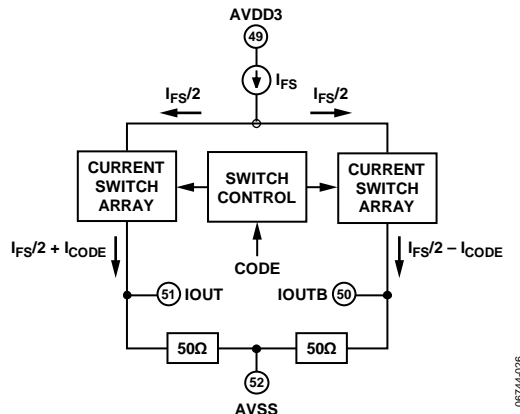 AVDD3
49
IFS
IFS/2
IFS/2
CURRENT
SWITCH
ARRAY
SWITCH
CONTROL
CURRENT
SWITCH
ARRAY
IFS/2 + ICODE
CODE
IFS/2 – ICODE
51 IOUT
IOUTB 50
50Ω
50Ω
52
AVSS
06744-026